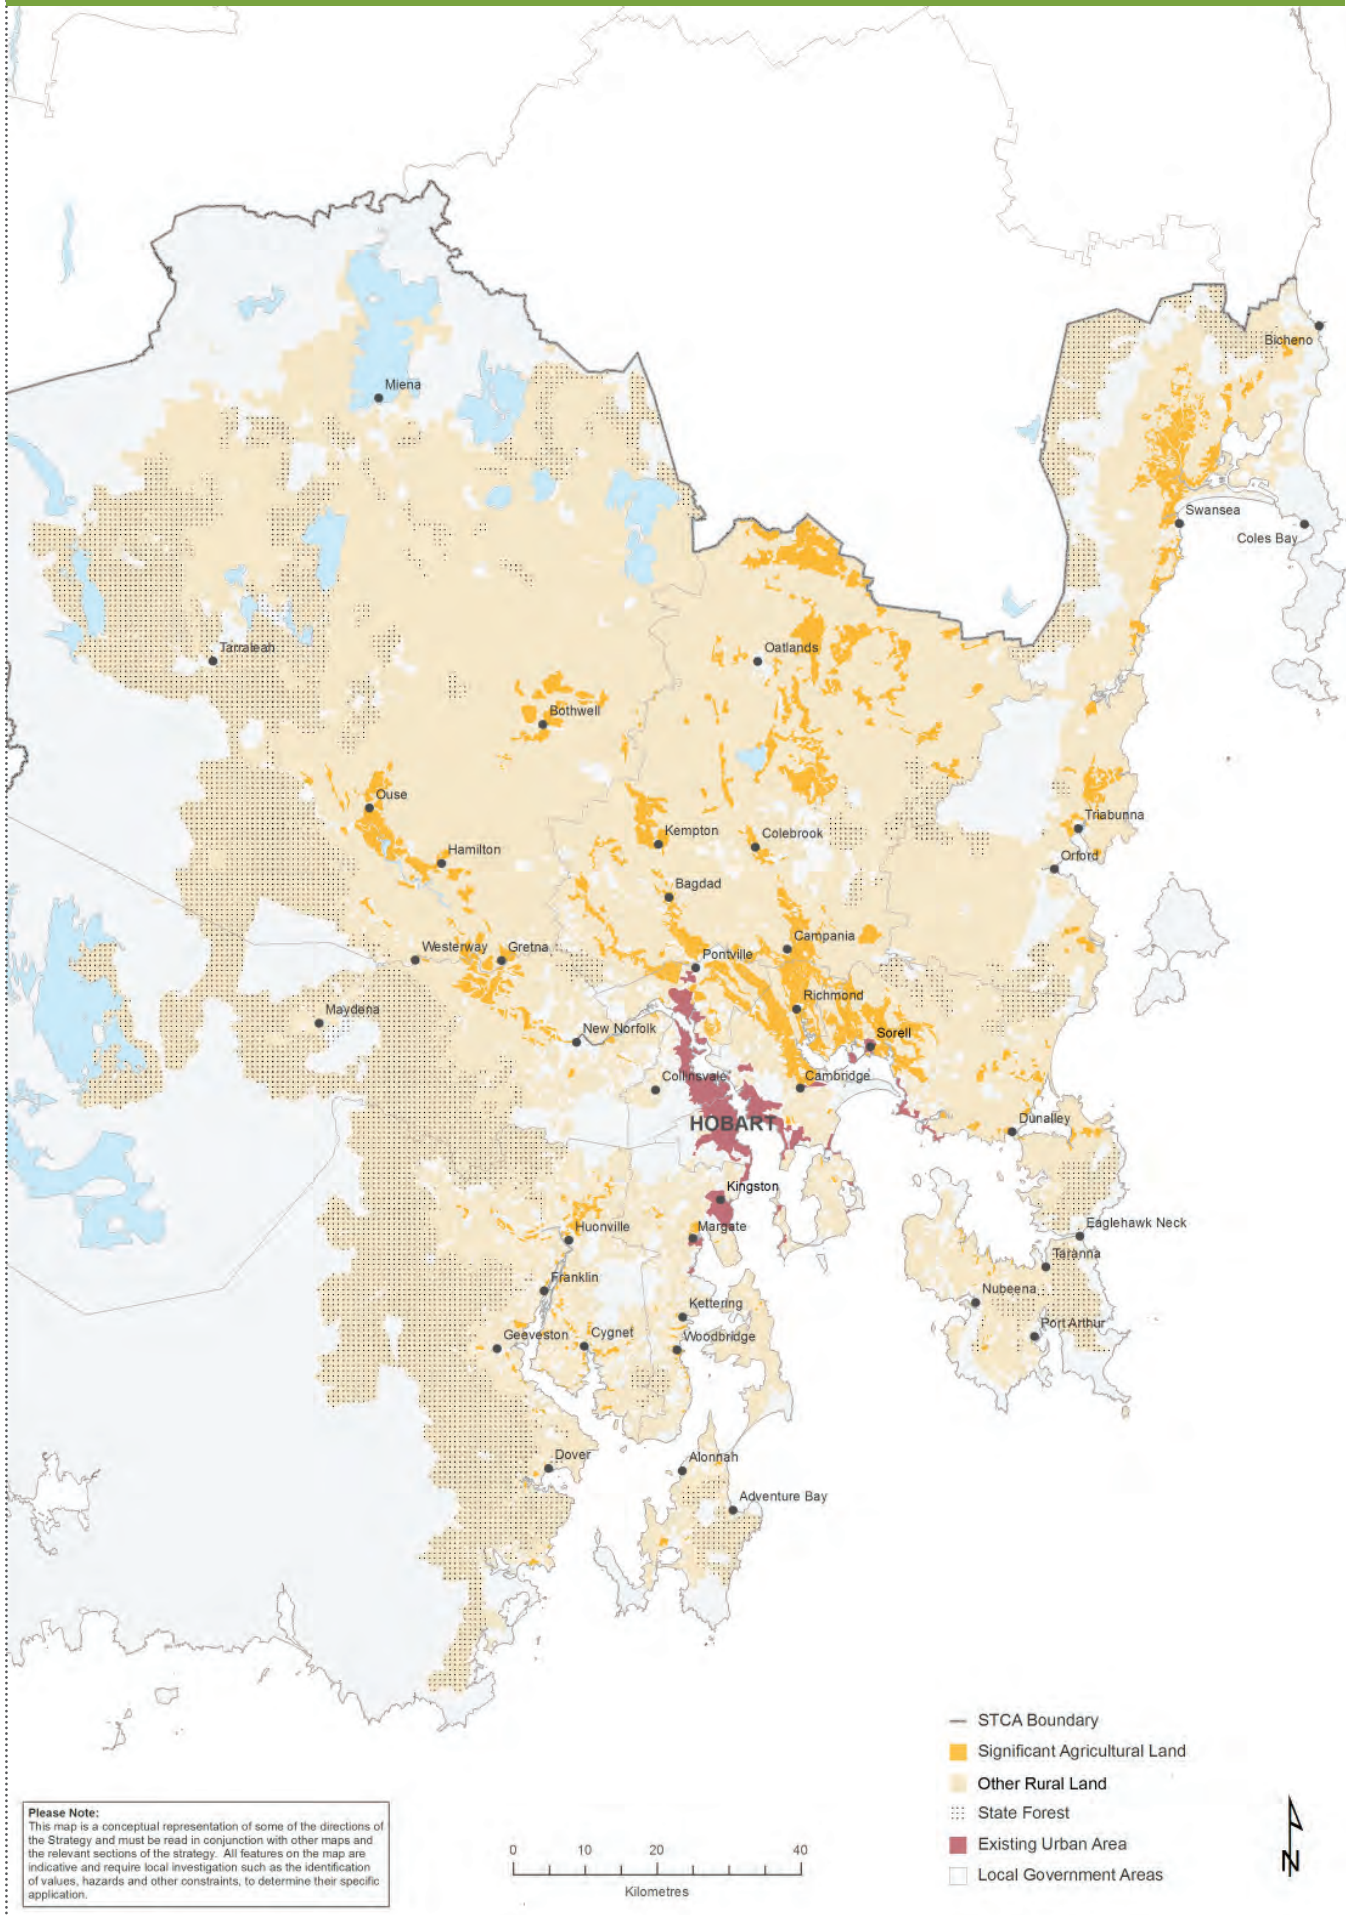 Bicheno
Miena
Swansea
Coles Bay
Tarraleah
Oatlands
Bothwell
Ouse
Triabunna
Kempton
Colebrook
Hamilton
Orford
Bagdad
Campania
Westerway
Gretna
Pontville
Richmond
Maydena
New Norfolk
Sorell
Collinsvale
Cambridge
HOBART
Dunalley
Kingston
Huonville
Margate
Eaglehawk Neck
Taranna
Franklin
Nubeena
Kettering
Port Arthur
Geeveston
Cygnet
Woodbridge
Dover
Alonnah
Adventure Bay
STCA Boundary
Significant Agricultural Land
Other Rural Land
State Forest
Existing Urban Area
Local Government Areas
Please Note:
This map is a conceptual representation of some of the directions of
the Strategy and must be read in conjunction with other maps and
the relevant sections of the strategy. All features on the map are
indicative and require local investigation such as the identification
of values, hazards and other constraints, to determine their specific
application.
0 20 40
Kilometres
N